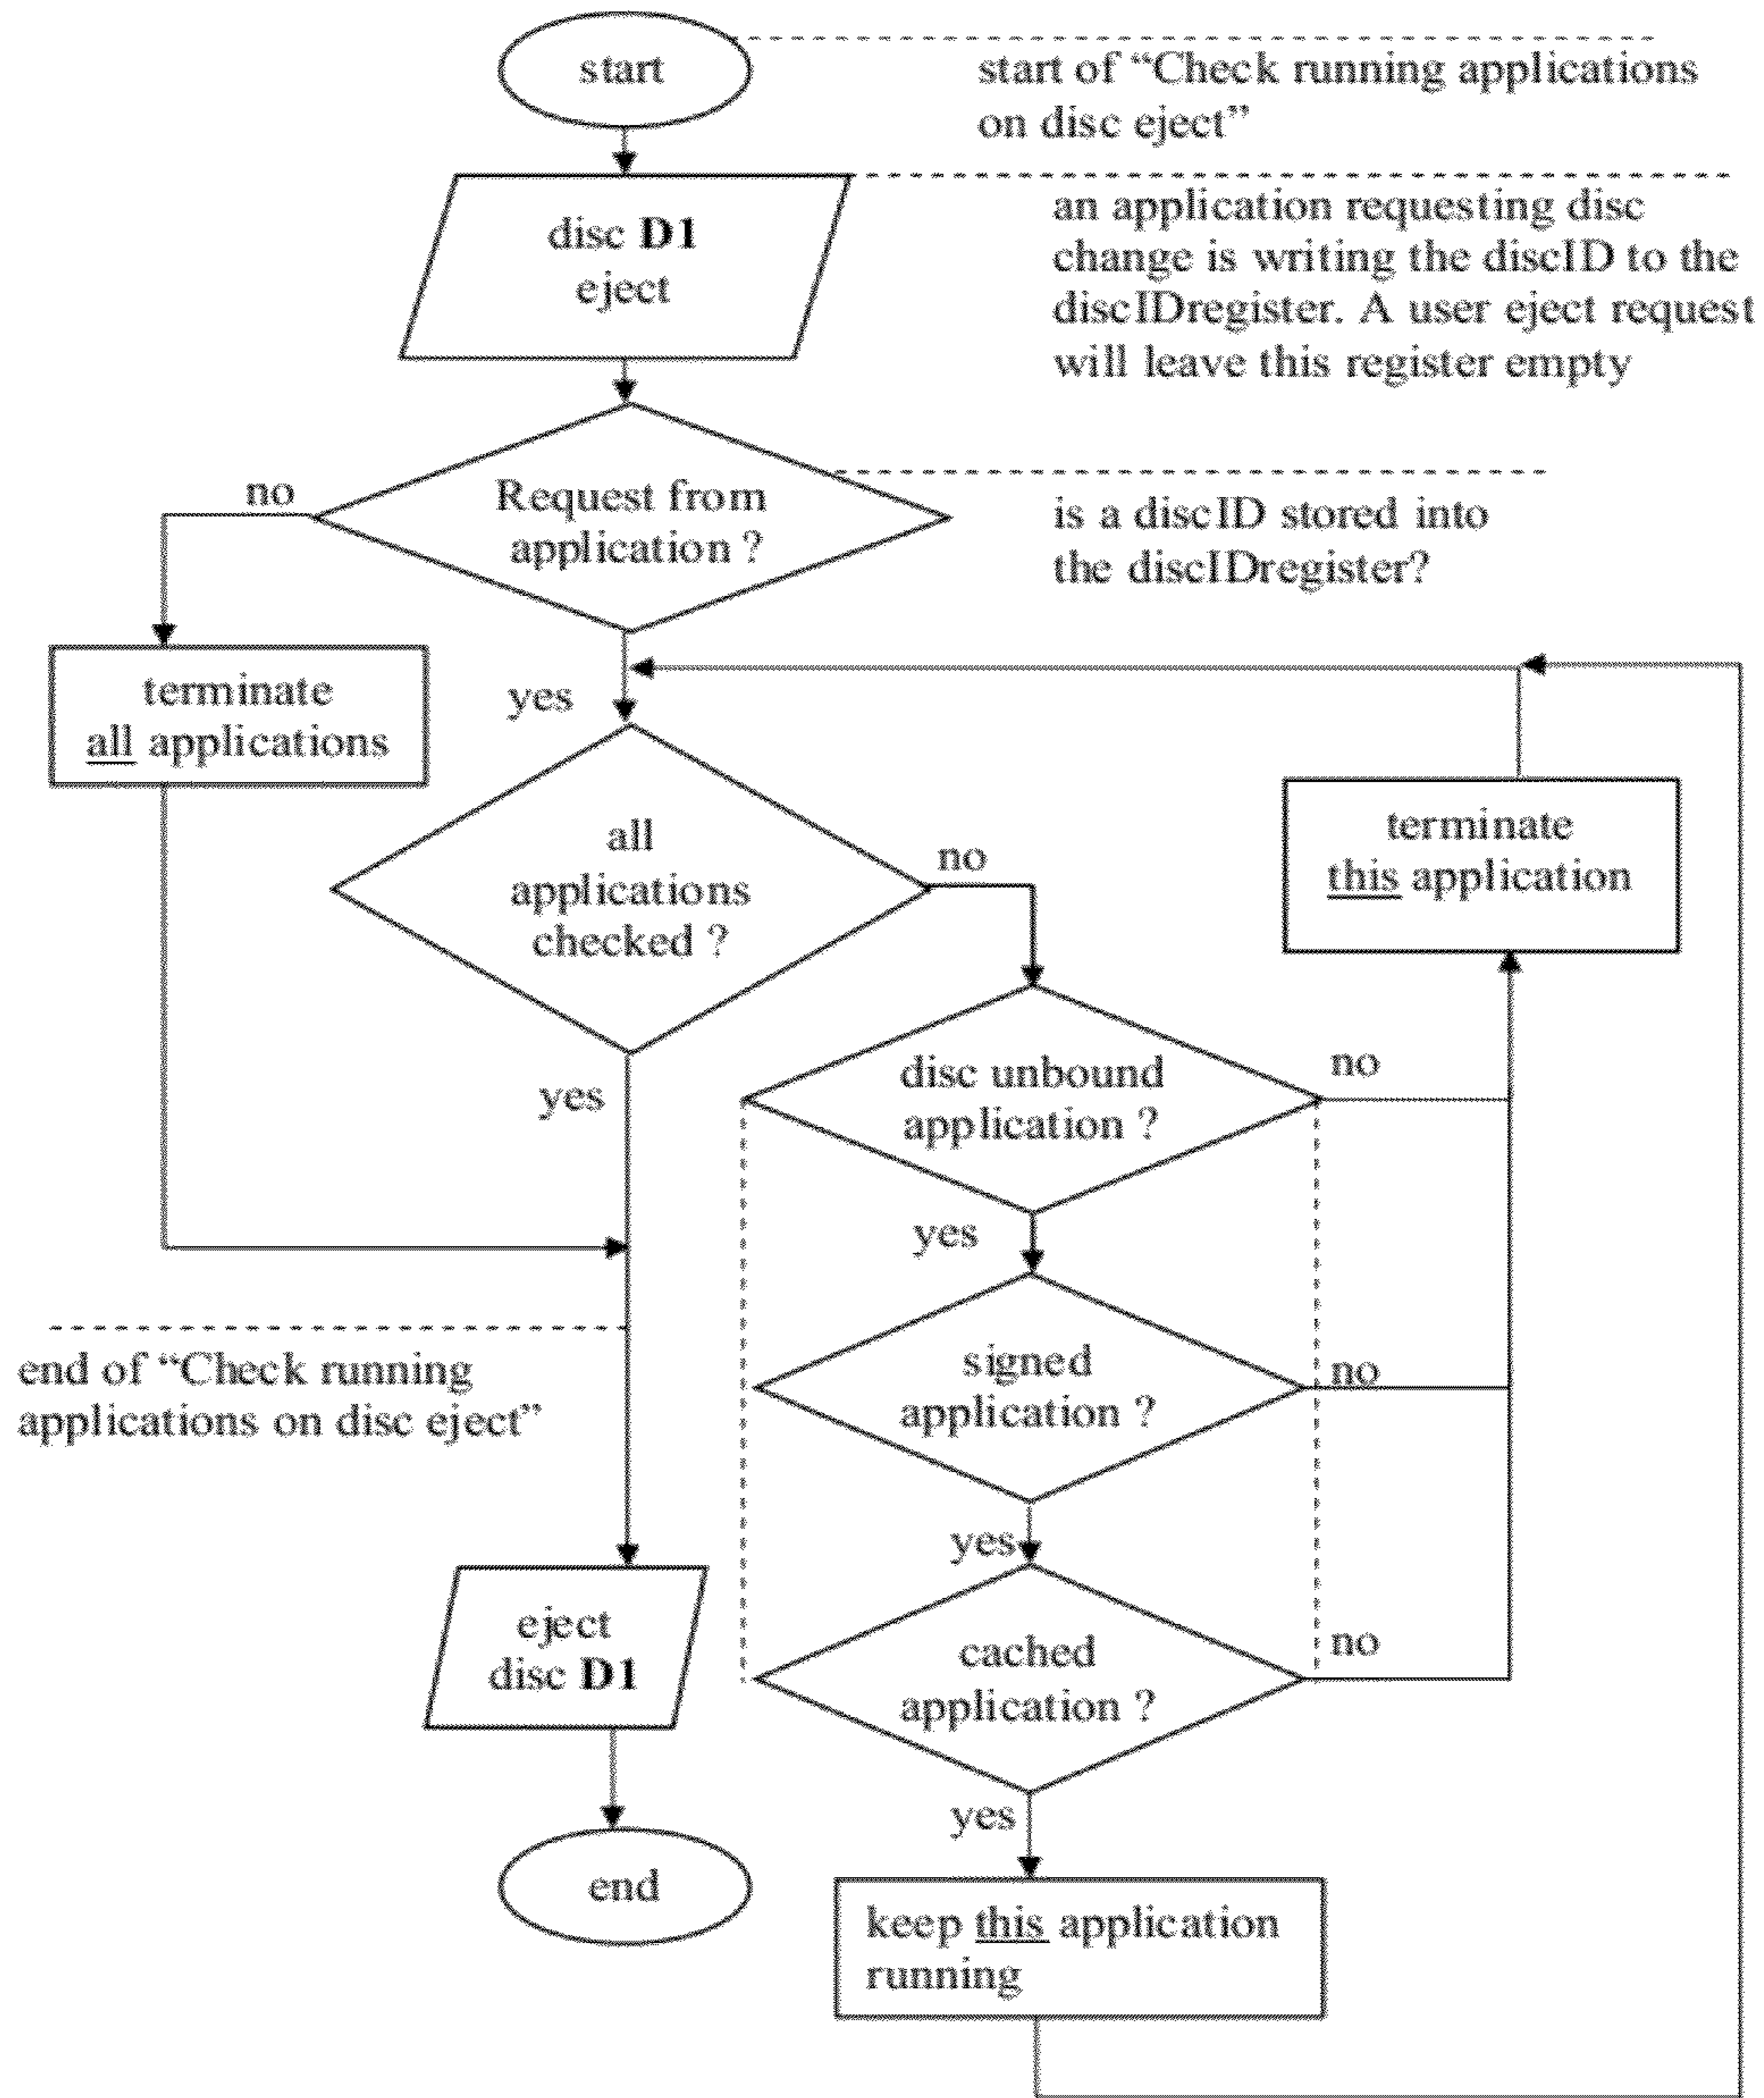 start
start of “Check running applications
on disc eject”
disc D1
eject
an application requesting disc
change is writing the discID to the
discIDregister. A user eject request
will leave this register empty
no
Request from
application ?
is a discID stored into
the discIDregister?
terminate
all applications
yes
all
applications
checked ?
no
terminate
this application
yes
disc unbound
application ?
no
yes
end of “Check running
applications on disc eject”
signed
application ?
no
yes
eject
disc D1
cached
application ?
no
yes
end
keep this application
running